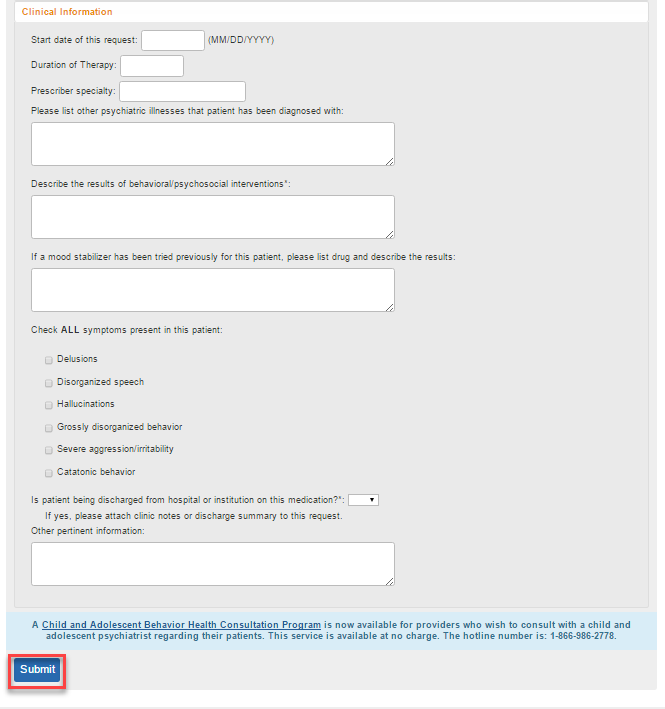 Clinical Information
Start date of this request: (MM/DD/YYYY)
Duration of Therapy:
Prescriber specialty:
Please list other psychiatric illnesses that patient has been diagnosed with:
Describe the results of behavioral/psychosocial interventions*:
If a mood stabilizer has been tried previously for this patient, please list drug and describe the results:
Check ALL symptoms present in this patient:
Delusions
Disorganized speech
Hallucinations
Grossly disorganized behavior
Severe aggression/irritability
Catatonic behavior
Is patient being discharged from hospital or institution on this medication?*:
If yes, please attach clinic notes or discharge summary to this request.
Other pertinent information:
A Child and Adolescent Behavior Health Consultation Program is now available for providers who wish to consult with a child and
adolescent psychiatrist regarding their patients. This service is available at no charge. The hotline number is: 1-866-986-2778.
Submit